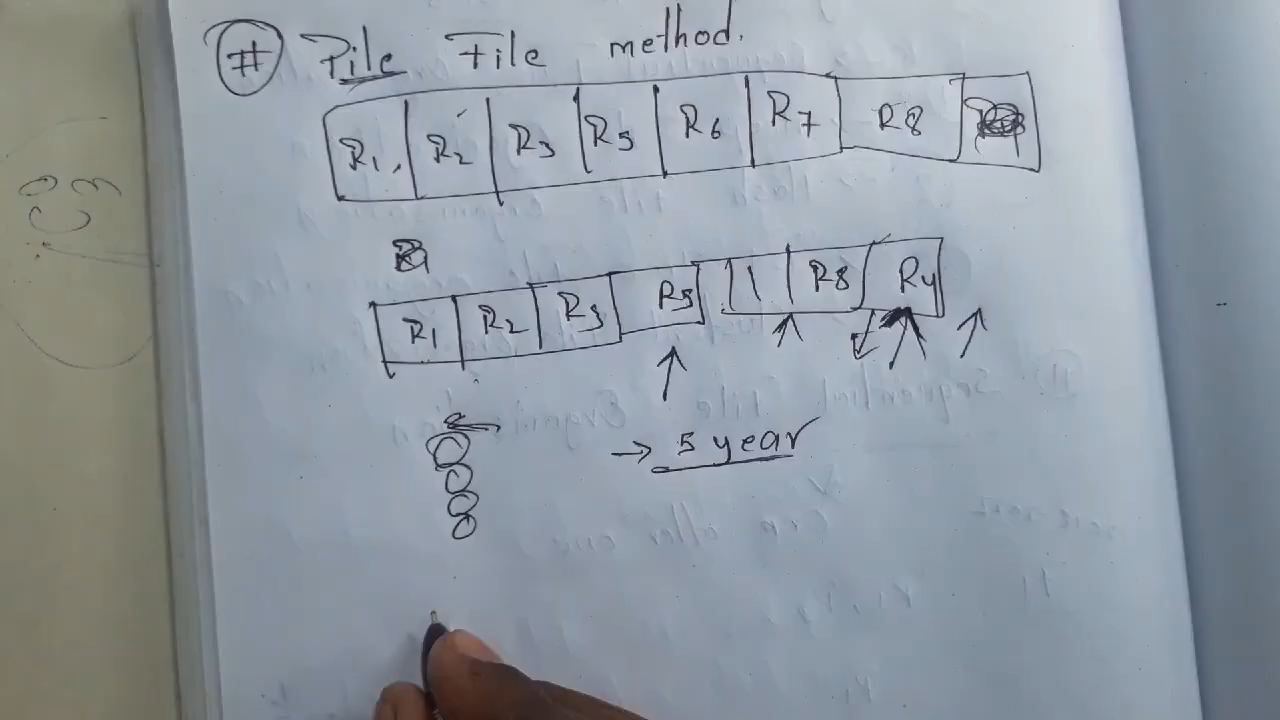 # Pile File method.
R1, R2 R3 R5 R6 R7 R8
R1 R2 R3 R5 R8 R4
→ 5 year